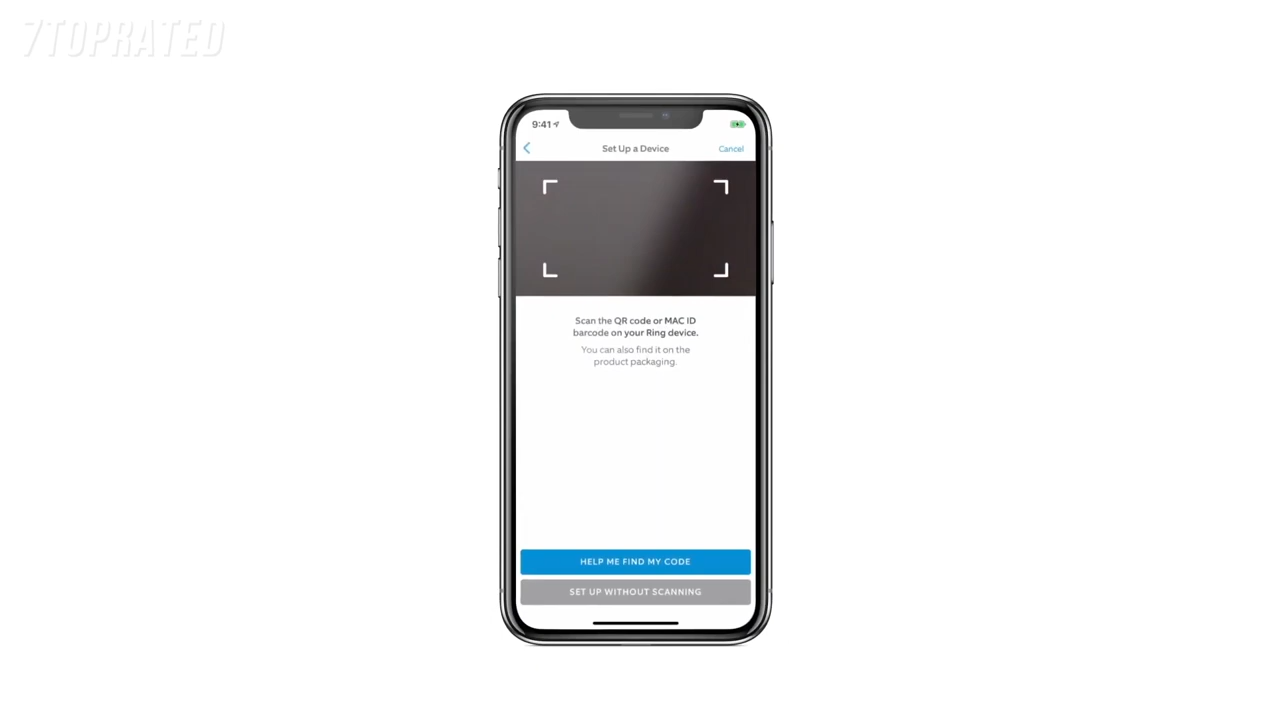 7TOPRATED
9:41
Set Up a Device
Cancel
Scan the QR code or MAC ID
barcode on your Ring device.
You can also find it on the
product packaging.
HELP ME FIND MY CODE
SET UP WITHOUT SCANNING